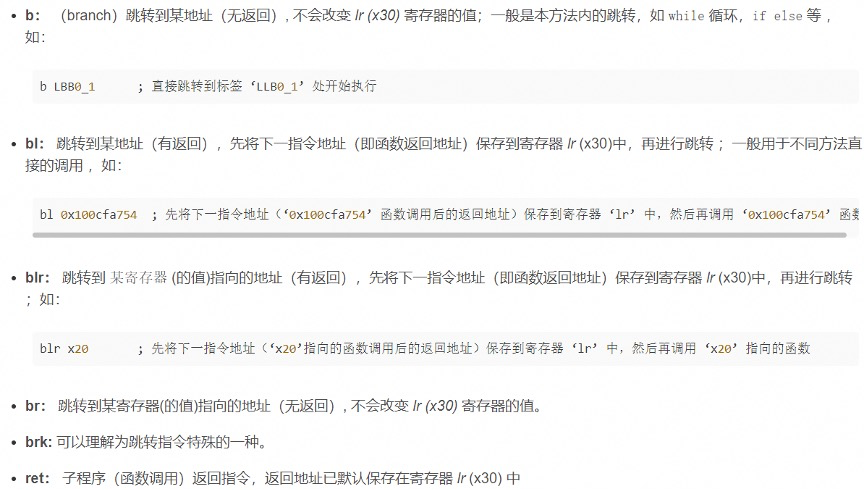 • b: （branch）跳转到某地址（无返回）, 不会改变 lr (x30) 寄存器的值；一般是本方法内的跳转，如 while 循环，if else 等 ，
如：
b LBB0_1 ; 直接跳转到标签 ‘LLB0_1’ 处开始执行
• bl： 跳转到某地址（有返回），先将下一指令地址（即函数返回地址）保存到寄存器 lr (x30)中，再进行跳转 ；一般用于不同方法直
接的调用 ，如：
bl 0x100cfa754 ; 先将下一指令地址（‘0x100cfa754’ 函数调用后的返回地址）保存到寄存器 ‘lr’ 中，然后再调用 ‘0x100cfa754’ 函
• blr： 跳转到 某寄存器 (的值)指向的地址（有返回），先将下一指令地址（即函数返回地址）保存到寄存器 lr (x30)中，再进行跳转
；如：
blr x20 ; 先将下一指令地址（‘x20’指向的函数调用后的返回地址）保存到寄存器 ‘lr’ 中，然后再调用 ‘x20’ 指向的函数
• br： 跳转到某寄存器(的值)指向的地址（无返回）, 不会改变 lr (x30) 寄存器的值。
• brk: 可以理解为跳转指令特殊的一种。
• ret： 子程序（函数调用）返回指令，返回地址已默认保存在寄存器 lr (x30) 中